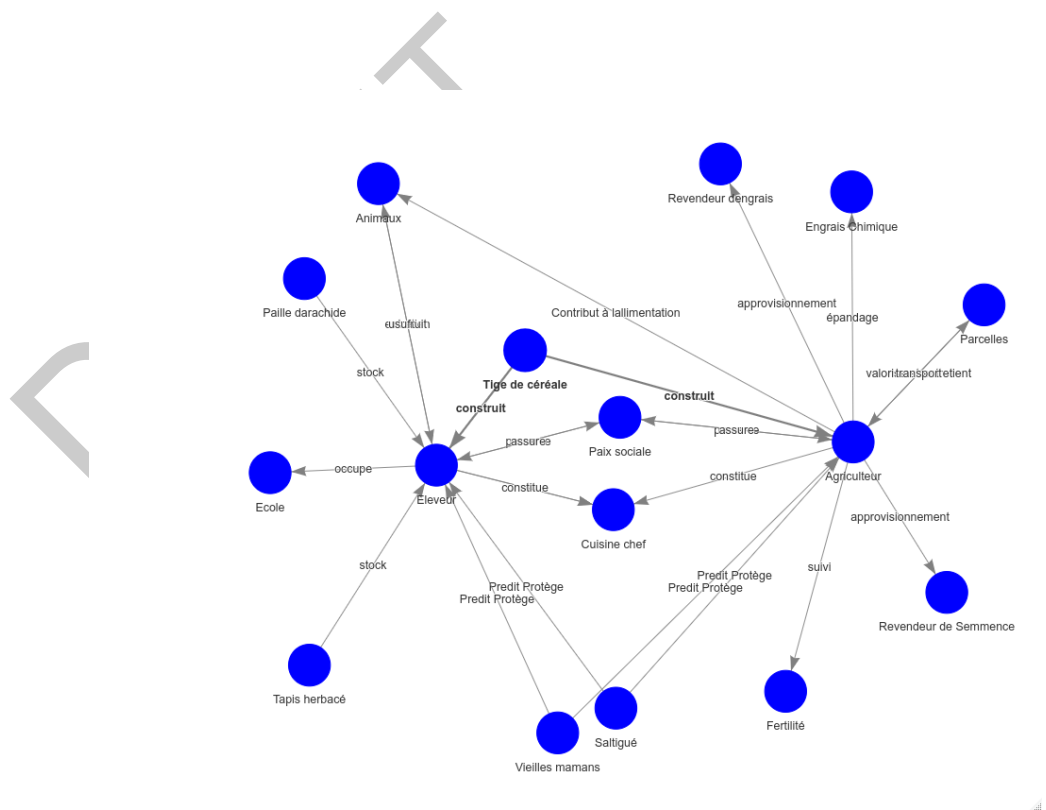 Revendeur dengrais
Animaux
Engrais Chimique
Paille darachide
Contribut à lallimentation
approvisionnement
épandage
Parcelles
stock
Tige de céréale
construit
construit
passures
Paix sociale
passures
occupe
Eleveur
constitue
constitue
Agriculteur
Ecole
Cuisine chef
approvisionnement
stock
suivi
Predit Protège
Predit Protège
Predit Protège
Predit Protège
Revendeur de Semmence
Tapis herbacé
Fertilité
Saltigué
Vieilles mamans